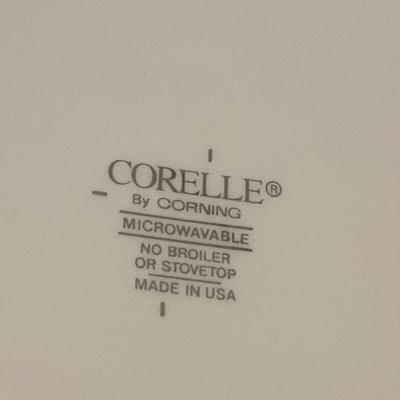 CORELLE®
By CORNING
MICROWAVABLE
NO BROILER
OR STOVETOP
MADE IN USA